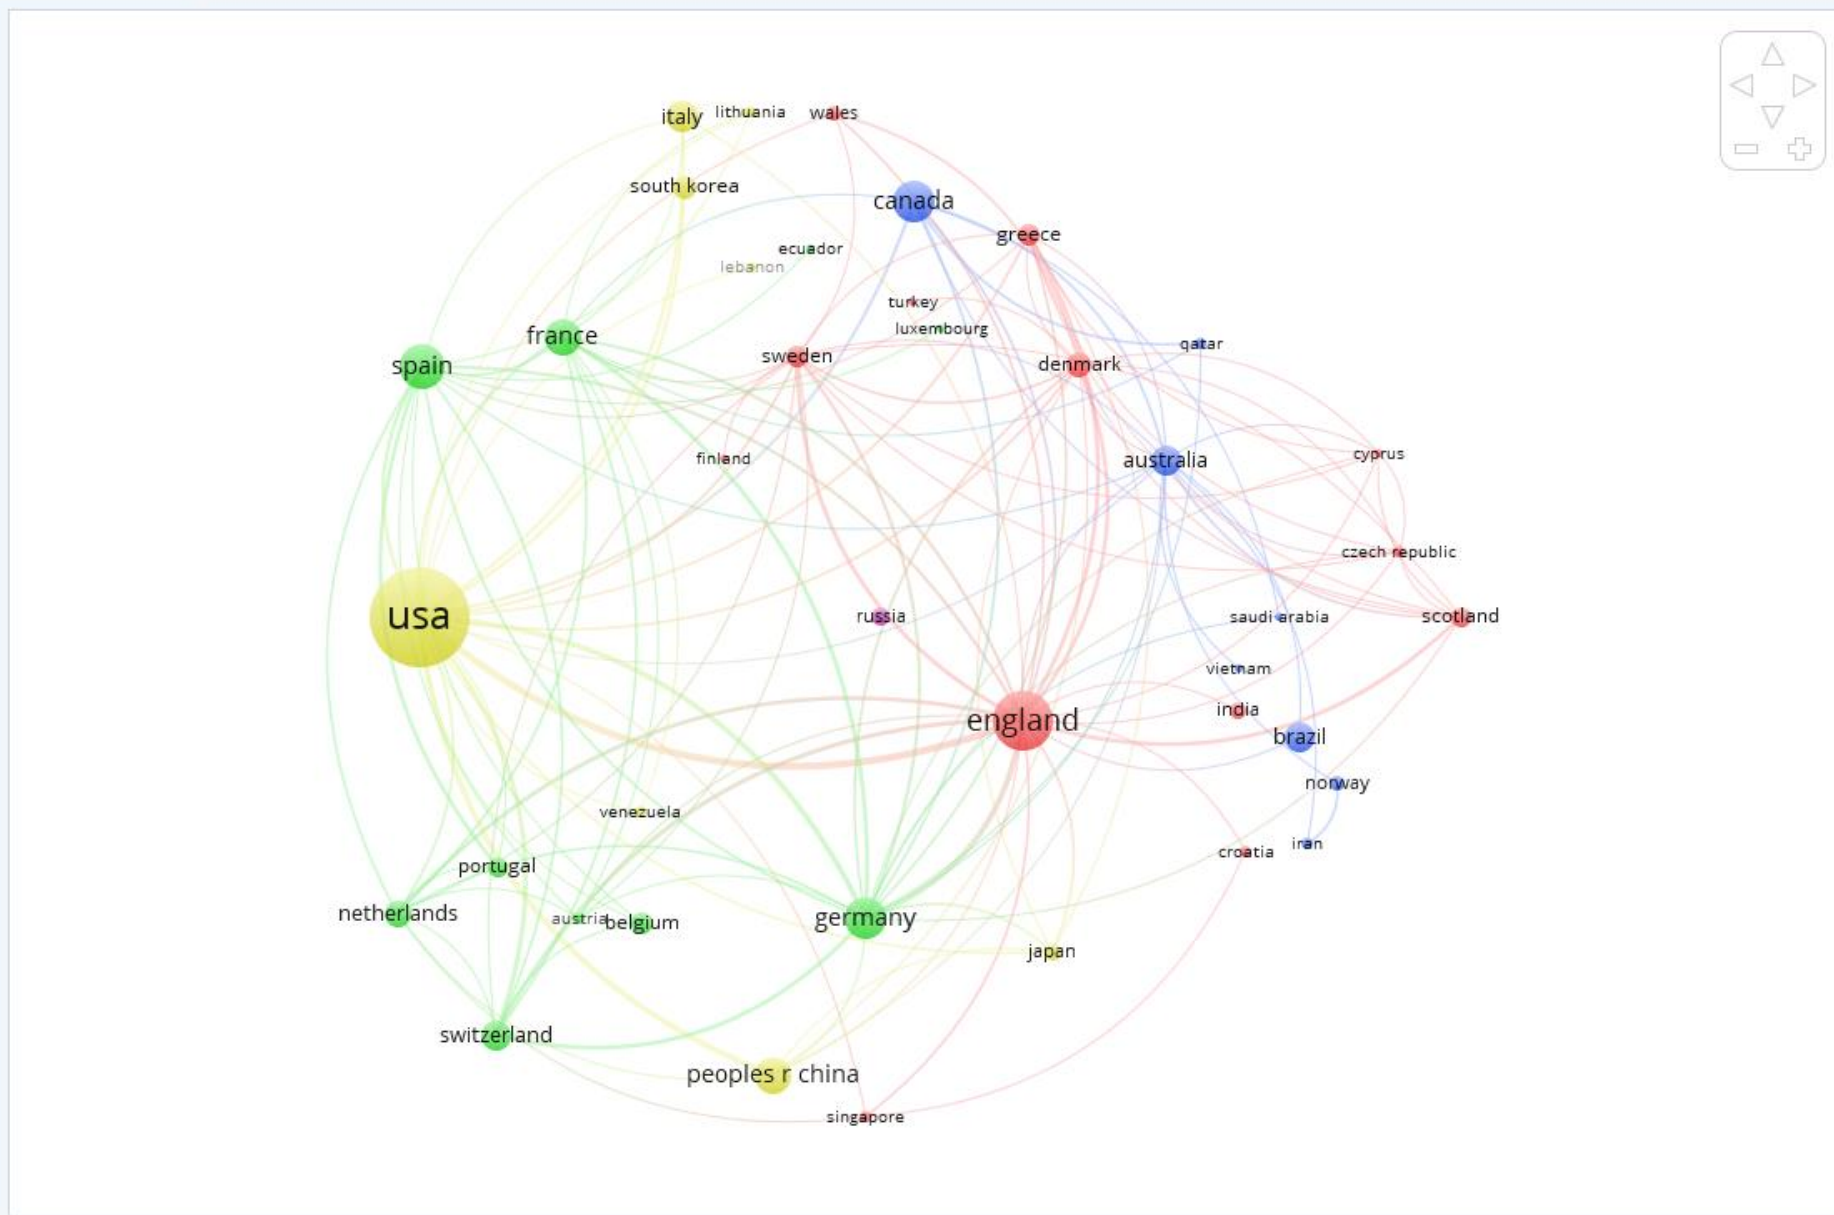 italy
lithuania
wales
south korea
canada
greece
ecuador
lebanon
turkey
luxembourg
france
qatar
sweden
denmark
spain
finland
australia
cyprus
czech republic
usa
russia
saudi arabia
scotland
vietnam
india
england
brazil
norway
venezuela
iran
croatia
portugal
netherlands
austria
belgium
germany
japan
switzerland
peoples r china
singapore